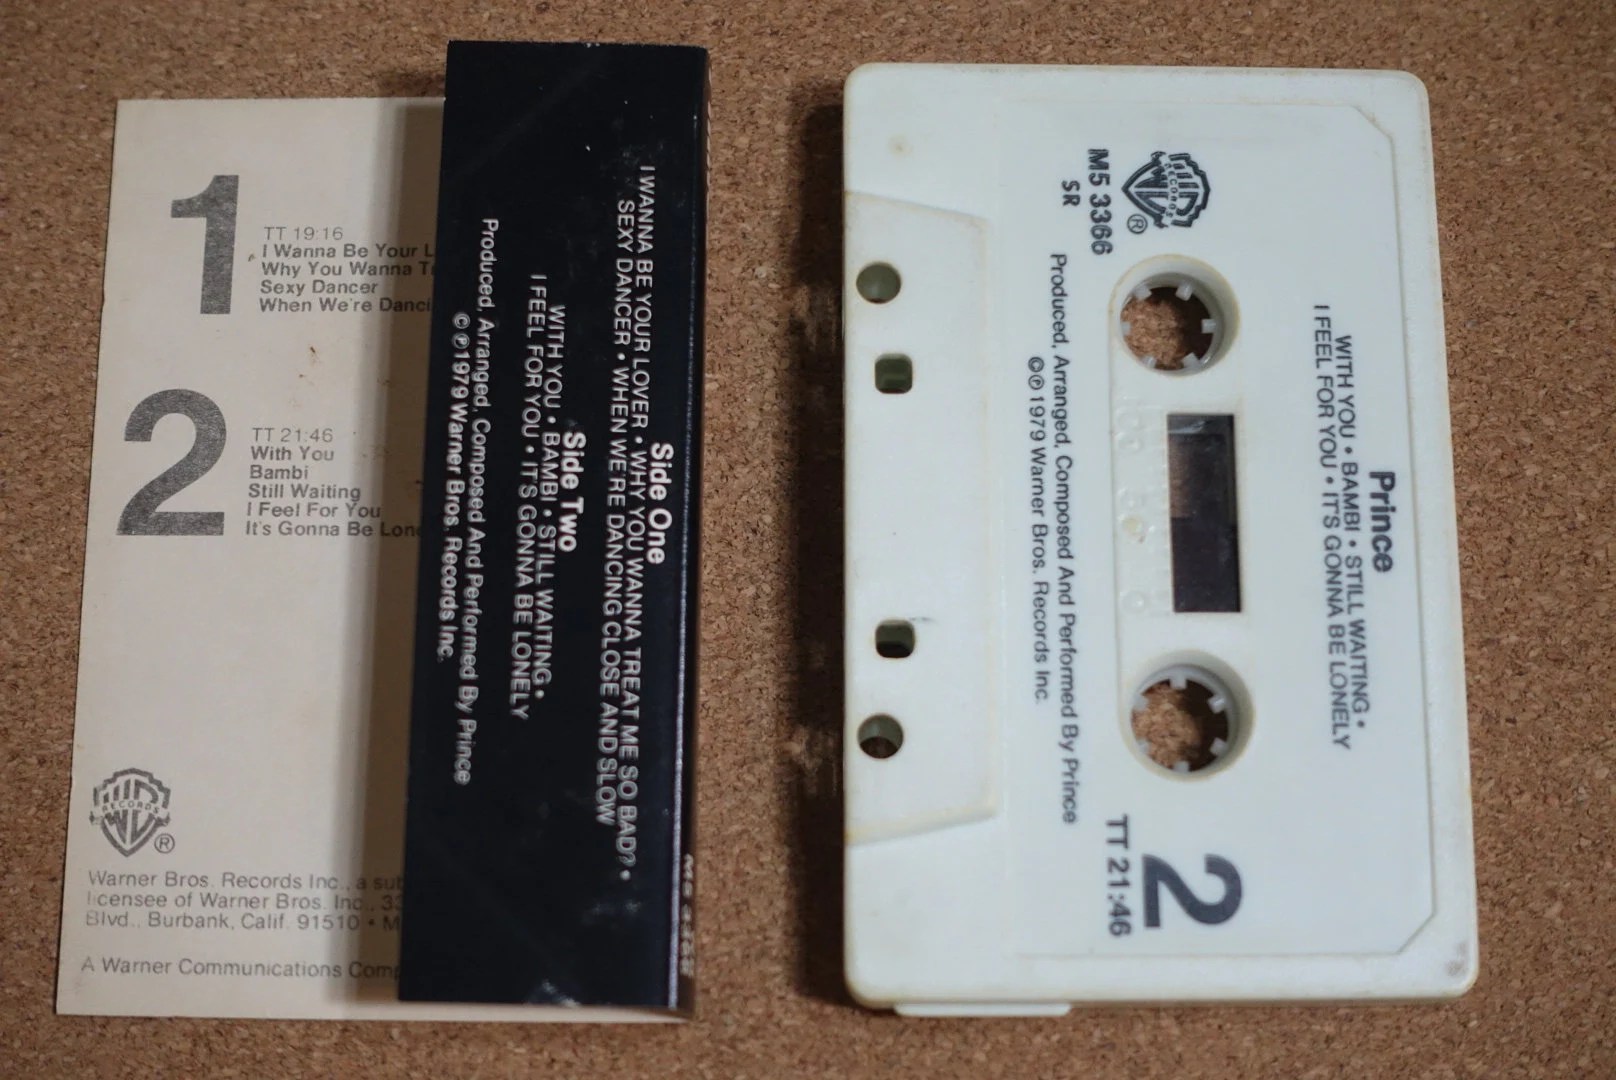 1
TT 19:16
I Wanna Be Your L
Why You Wanna T
Sexy Dancer
When We're Danci
2
TT 21:46
With You
Bambi
Still Waiting
I Feel For You
It's Gonna Be Lon
RECORDS
®
Warner Bros. Records Inc., a sub
licensee of Warner Bros. Inc., 33
Blvd., Burbank, Calif. 91510 • M
A Warner Communications Comp
Side One
I WANNA BE YOUR LOVER • WHY YOU WANNA TREAT ME SO BAD? •
SEXY DANCER • WHEN WE'RE DANCING CLOSE AND SLOW
Side Two
WITH YOU • BAMBI • STILL WAITING •
I FEEL FOR YOU • IT'S GONNA BE LONELY
Produced, Arranged, Composed And Performed By Prince
©℗1979 Warner Bros. Records Inc.
Prince
WITH YOU • BAMBI • STILL WAITING •
I FEEL FOR YOU • IT'S GONNA BE LONELY
RECORDS
®
M5 3366
SR
2
TT 21:46
Produced, Arranged, Composed And Performed By Prince
©℗1979 Warner Bros. Records Inc.